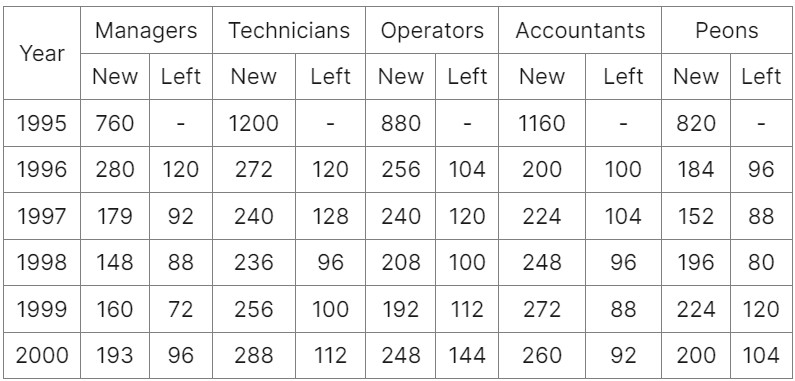 Year Managers Technicians Operators Accountants Peons
New Left New Left New Left New Left New Left
1995 760 - 1200 - 880 - 1160 - 820 -
1996 280 120 272 120 256 104 200 100 184 96
1997 179 92 240 128 240 120 224 104 152 88
1998 148 88 236 96 208 100 248 96 196 80
1999 160 72 256 100 192 112 272 88 224 120
2000 193 96 288 112 248 144 260 92 200 104